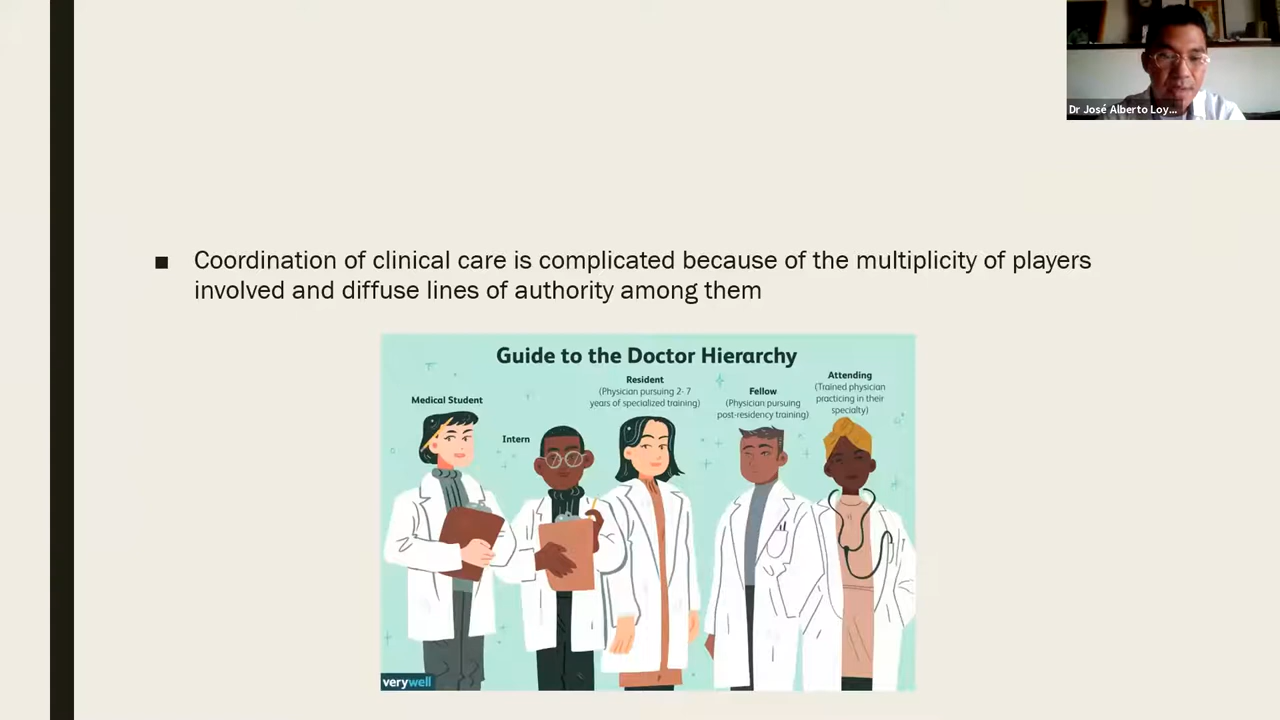 Dr José Alberto Loy...
■ Coordination of clinical care is complicated because of the multiplicity of players
involved and diffuse lines of authority among them
Guide to the Doctor Hierarchy
Medical Student
Intern
Resident
(Physician pursuing 2- 7
years of specialized training)
Fellow
(Physician pursuing
post-residency training)
Attending
(Trained physician
practicing in their
specialty)
verywell